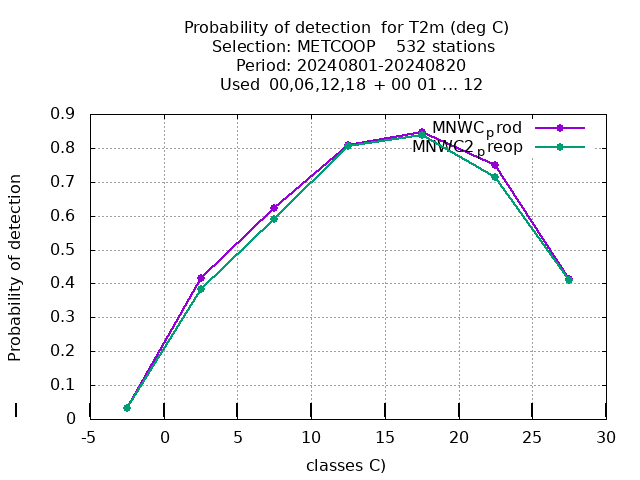 Probability of detection  for T2m (deg C)
Selection: METCOOP    532 stations
Period: 20240801-20240820
Used 00,06,12,18 + 00 01 ... 12
0.9
0.8
0.7
0.6
0.5
0.4
0.3
0.2
0.1
0
Probability of detection
MNWC_prod
MNWC2_preop
-5 0 5 10 15 20 25 30
classes C)